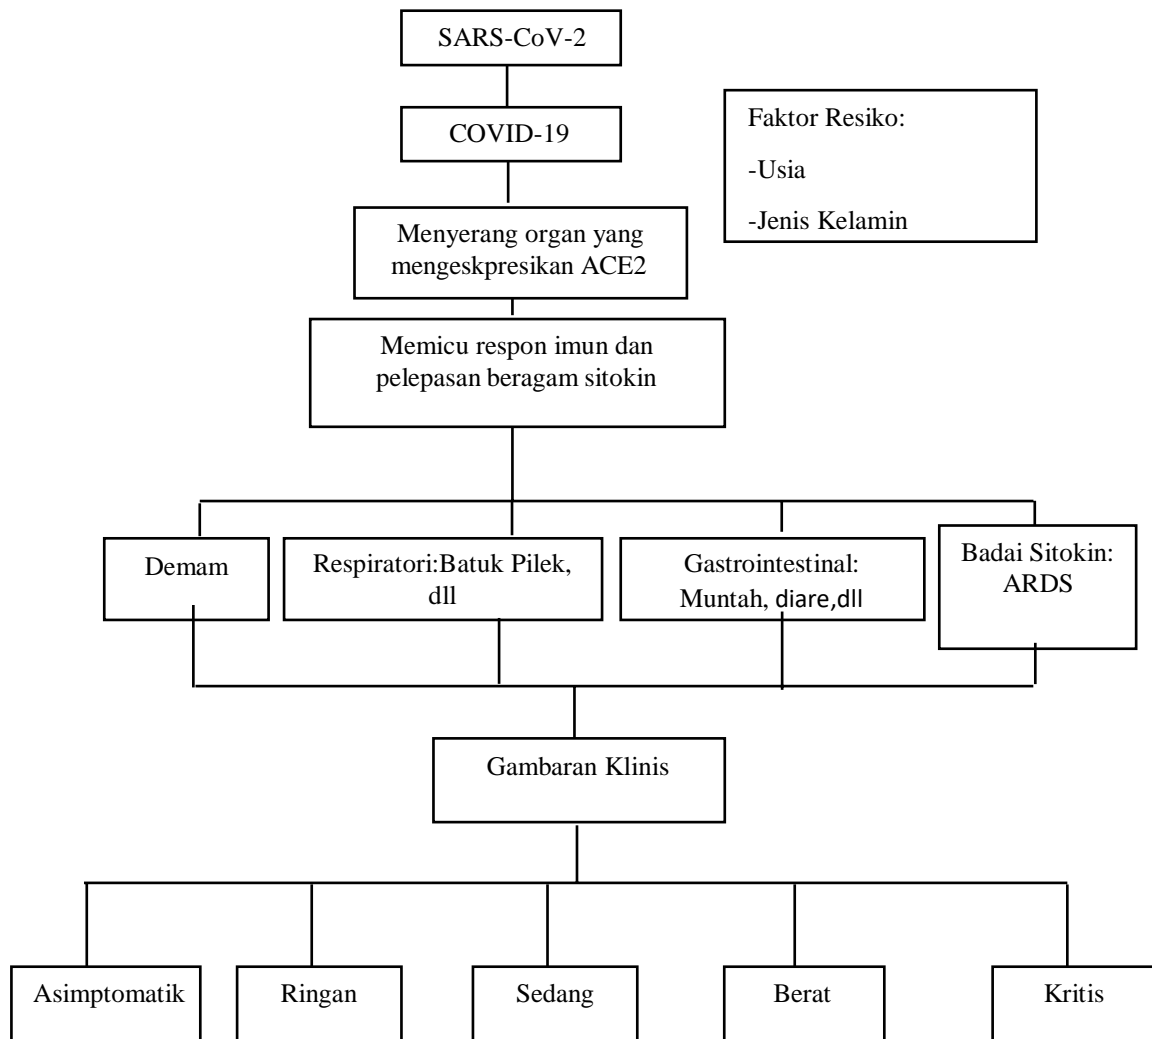 SARS-CoV-2
COVID-19
Faktor Resiko:
-Usia
-Jenis Kelamin
Menyerang organ yang
mengeskpresikan ACE2
Memicu respon imun dan
pelepasan beragam sitokin
Demam
Respiratori:Batuk Pilek,
dll
Gastrointestinal:
Muntah, diare,dll
Badai Sitokin:
ARDS
Gambaran Klinis
Asimptomatik
Ringan
Sedang
Berat
Kritis